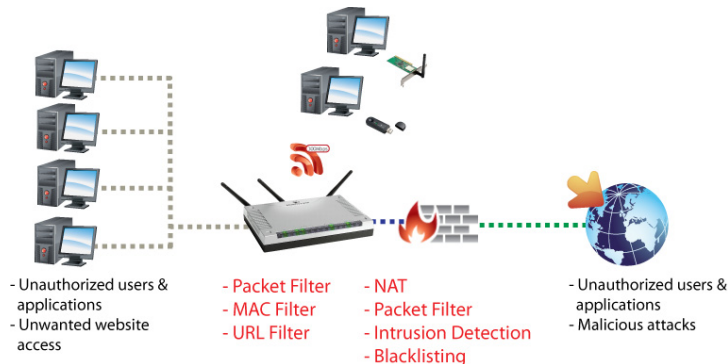 - Unauthorized users &
applications
- Unwanted website
access
- Packet Filter
- MAC Filter
- URL Filter
- NAT
- Packet Filter
- Intrusion Detection
- Blacklisting
- Unauthorized users &
applications
- Malicious attacks